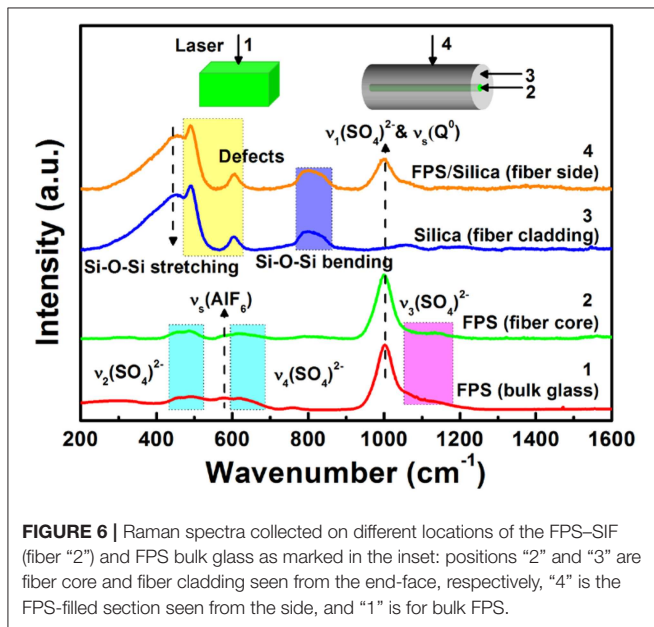 Laser
1
4
3
2
ν₁(SO₄)²⁻& νₛ(Q⁰)
Defects
4
FPS/Silica (fiber side)
3
Silica (fiber cladding)
Si-O-Si stretching
Si-O-Si bending
νₛ(AlF₆)
ν₃(SO₄)²⁻
2
FPS (fiber core)
ν₂(SO₄)²⁻
ν₄(SO₄)²⁻
1
FPS (bulk glass)
Intensity (a.u.)
200 400 600 800 1000 1200 1400 1600
Wavenumber (cm⁻¹)
FIGURE 6 | Raman spectra collected on different locations of the FPS–SIF
(fiber “2”) and FPS bulk glass as marked in the inset: positions “2” and “3” are
fiber core and fiber cladding seen from the end-face, respectively, “4” is the
FPS-filled section seen from the side, and “1” is for bulk FPS.